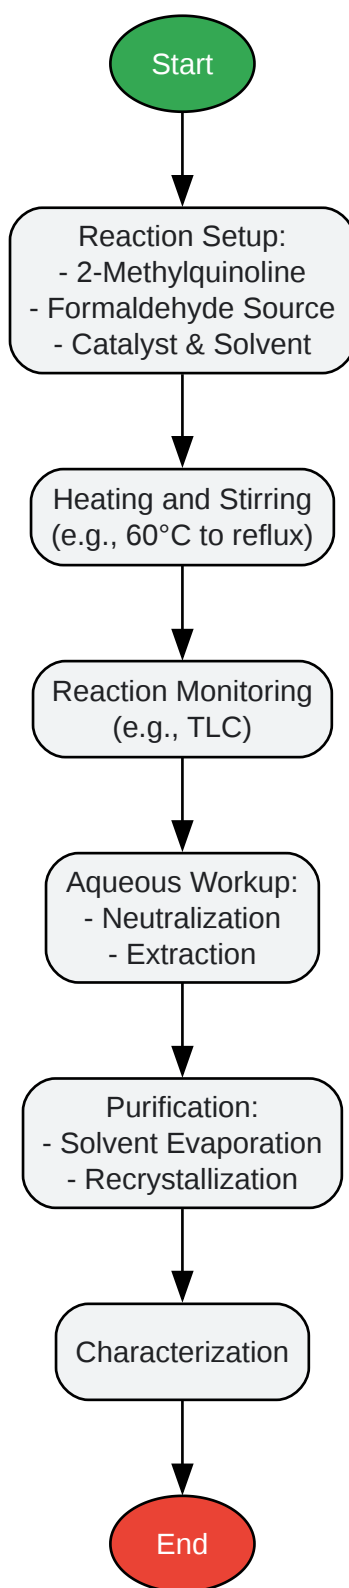 Start
Reaction Setup:
- 2-Methylquinoline
- Formaldehyde Source
- Catalyst & Solvent
Heating and Stirring
(e.g., 60°C to reflux)
Reaction Monitoring
(e.g., TLC)
Aqueous Workup:
- Neutralization
- Extraction
Purification:
- Solvent Evaporation
- Recrystallization
Characterization
End